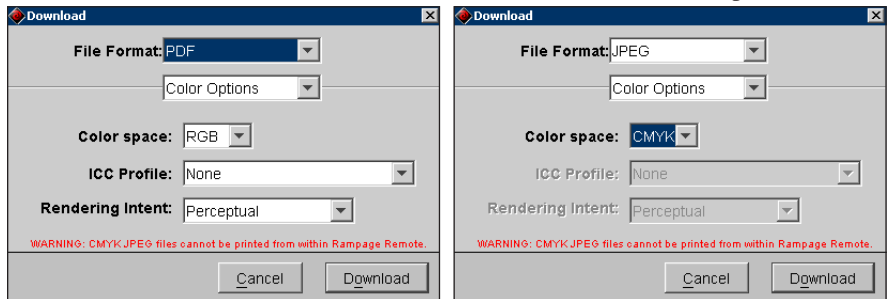 Download
File Format: PDF
Color Options
Color space: RGB
ICC Profile: None
Rendering Intent: Perceptual
WARNING: CMYK JPEG files cannot be printed from within Rampage Remote.
Cancel Download
Download
File Format: JPEG
Color Options
Color space: CMYK
ICC Profile: None
Rendering Intent: Perceptual
WARNING: CMYK JPEG files cannot be printed from within Rampage Remote.
Cancel Download